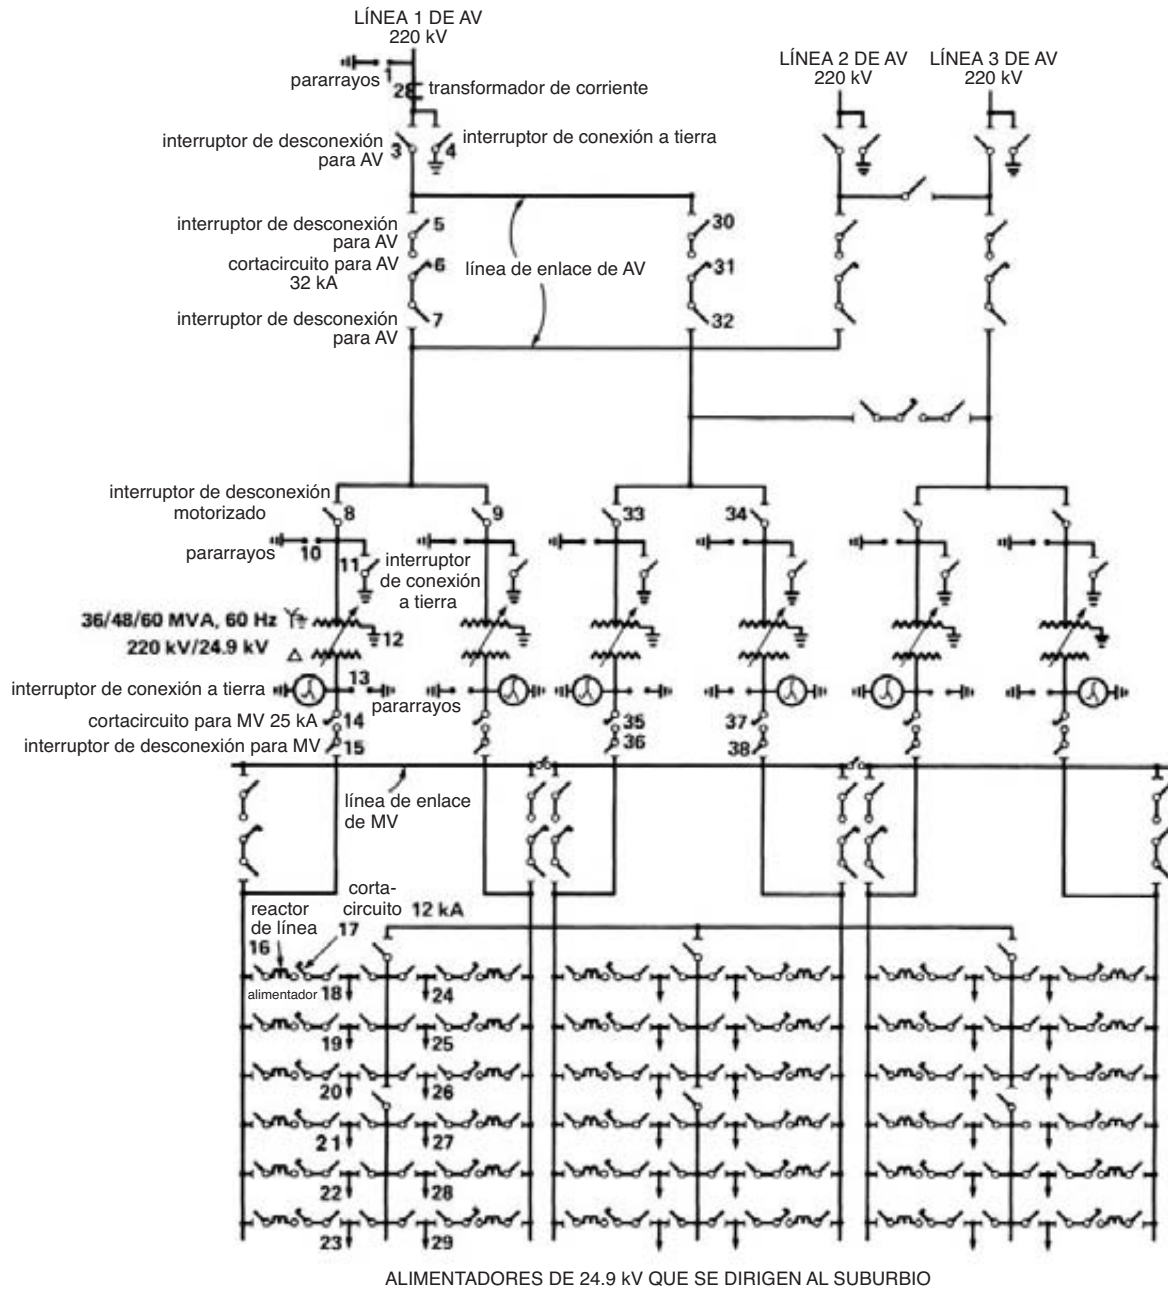 LÍNEA 1 DE AV
220 kV
pararrayos
1
2
transformador de corriente
LÍNEA 2 DE AV
220 kV
LÍNEA 3 DE AV
220 kV
interruptor de desconexión
para AV
3
4
interruptor de conexión a tierra
interruptor de desconexión
para AV
5
30
cortacircuito para AV
32 kA
6
línea de enlace de AV
31
interruptor de desconexión
para AV
7
32
interruptor de desconexión
motorizado
8
9
33
34
pararrayos
10
11
interruptor
de conexión
a tierra
36/48/60 MVA, 60 Hz
220 kV/24.9 kV
12
interruptor de conexión a tierra
13
pararrayos
cortacircuito para MV 25 kA
14
35
37
interruptor de desconexión para MV
15
36
38
línea de enlace
de MV
corta-
circuito
12 kA
reactor
de línea
16
17
alimentador
18
24
19
25
20
26
21
27
22
28
23
29
ALIMENTADORES DE 24.9 kV QUE SE DIRIGEN AL SUBURBIO